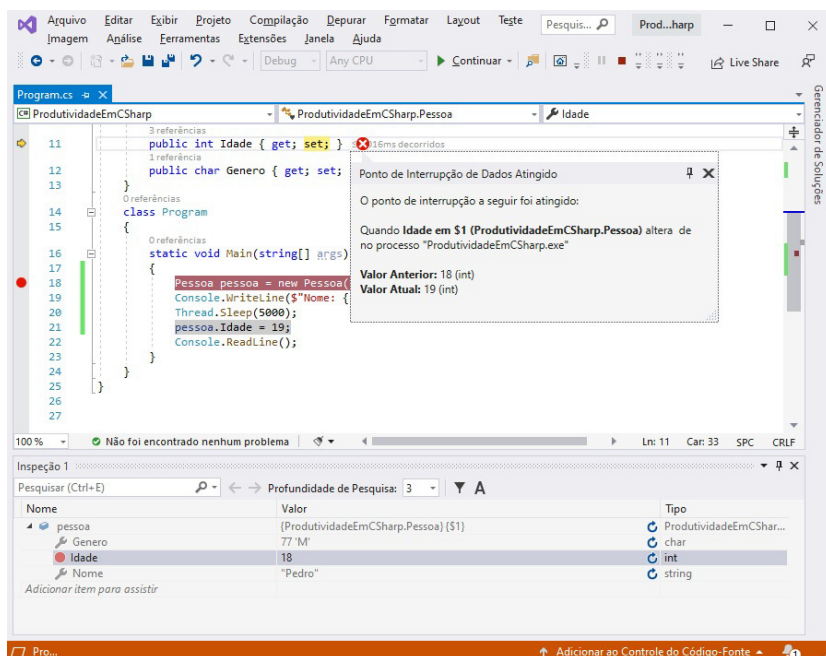 Arquivo Editar Exibir Projeto Compilação Depurar Formatar Layout Teste Pesquis... Prod...harp
Imagem Análise Ferramentas Extensões Janela Ajuda
Debug Any CPU Continuar Live Share
Program.cs
Gerenciador de Soluções
C# ProdutividadeEmCSharp ProdutividadeEmCSharp.Pessoa Idade
3 referências
11 public int Idade { get; set; } 16ms decorridos
1 referência
12 public char Genero { get; set;
13 }
0 referências
14 class Program
15 {
0 referências
16 static void Main(string[] args)
17 {
18 Pessoa pessoa = new Pessoa(
19 Console.WriteLine($"Nome: {
20 Thread.Sleep(5000);
21 pessoa.Idade = 19;
22 Console.ReadLine();
23 }
24 }
25 }
26
27
Ponto de Interrupção de Dados Atingido
O ponto de interrupção a seguir foi atingido:
Quando Idade em $1 (ProdutividadeEmCSharp.Pessoa) altera de
no processo "ProdutividadeEmCSharp.exe"
Valor Anterior: 18 (int)
Valor Atual: 19 (int)
100 % Não foi encontrado nenhum problema Ln: 11 Car: 33 SPC CRLF
Inspeção 1
Pesquisar (Ctrl+E) Profundidade de Pesquisa: 3 A
Nome Valor Tipo
pessoa {ProdutividadeEmCSharp.Pessoa} {$1} ProdutividadeEmCShar...
Genero 77 'M' char
Idade 18 int
Nome "Pedro" string
Adicionar item para assistir
Pro... Adicionar ao Controle do Código-Fonte 1